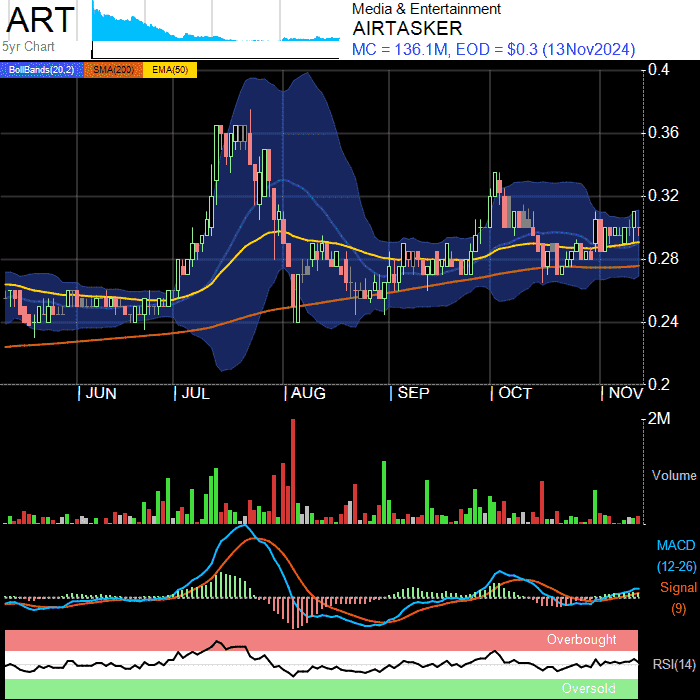 ART
5yr Chart
Media & Entertainment
AIRTASKER
MC = 136.1M, EOD = $0.3 (13Nov2024)
BollBands(20,2) SMA(200) EMA(50)
0.4
0.36
0.32
0.28
0.24
0.2
| JUN | JUL | AUG | SEP | OCT | NOV
2M
Volume
MACD
(12-26)
Signal
(9)
Overbought
RSI(14)
Oversold